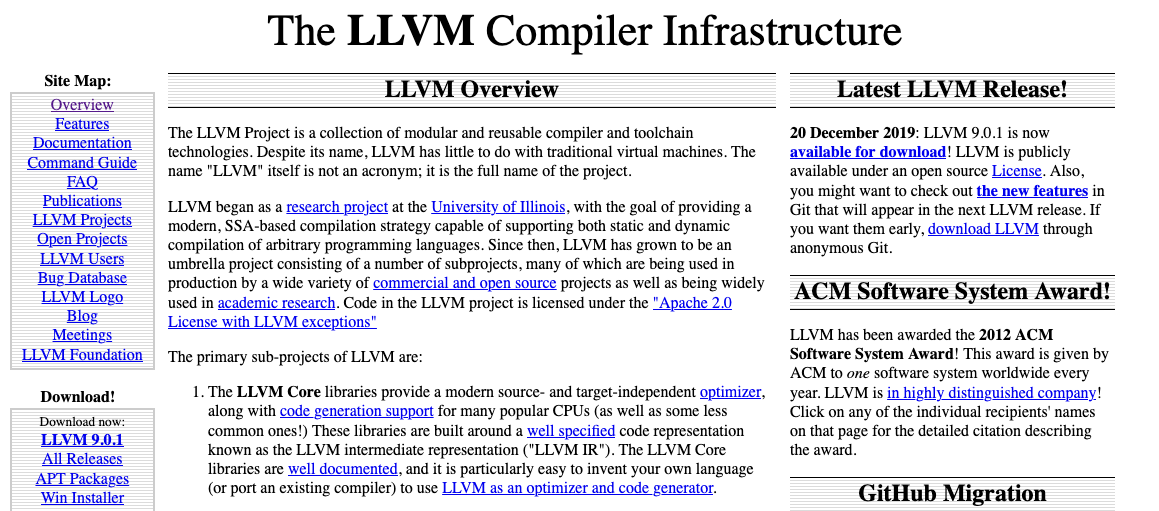 The LLVM Compiler Infrastructure
Site Map:
Overview
Features
Documentation
Command Guide
FAQ
Publications
LLVM Projects
Open Projects
LLVM Users
Bug Database
LLVM Logo
Blog
Meetings
LLVM Foundation
Download!
Download now:
LLVM 9.0.1
All Releases
APT Packages
Win Installer
LLVM Overview
The LLVM Project is a collection of modular and reusable compiler and toolchain
technologies. Despite its name, LLVM has little to do with traditional virtual machines. The
name "LLVM" itself is not an acronym; it is the full name of the project.
LLVM began as a research project at the University of Illinois, with the goal of providing a
modern, SSA-based compilation strategy capable of supporting both static and dynamic
compilation of arbitrary programming languages. Since then, LLVM has grown to be an
umbrella project consisting of a number of subprojects, many of which are being used in
production by a wide variety of commercial and open source projects as well as being widely
used in academic research. Code in the LLVM project is licensed under the "Apache 2.0
License with LLVM exceptions"
The primary sub-projects of LLVM are:
1. The LLVM Core libraries provide a modern source- and target-independent optimizer,
along with code generation support for many popular CPUs (as well as some less
common ones!) These libraries are built around a well specified code representation
known as the LLVM intermediate representation ("LLVM IR"). The LLVM Core
libraries are well documented, and it is particularly easy to invent your own language
(or port an existing compiler) to use LLVM as an optimizer and code generator.
Latest LLVM Release!
20 December 2019: LLVM 9.0.1 is now
available for download! LLVM is publicly
available under an open source License. Also,
you might want to check out the new features in
Git that will appear in the next LLVM release. If
you want them early, download LLVM through
anonymous Git.
ACM Software System Award!
LLVM has been awarded the 2012 ACM
Software System Award! This award is given by
ACM to one software system worldwide every
year. LLVM is in highly distinguished company!
Click on any of the individual recipients' names
on that page for the detailed citation describing
the award.
GitHub Migration